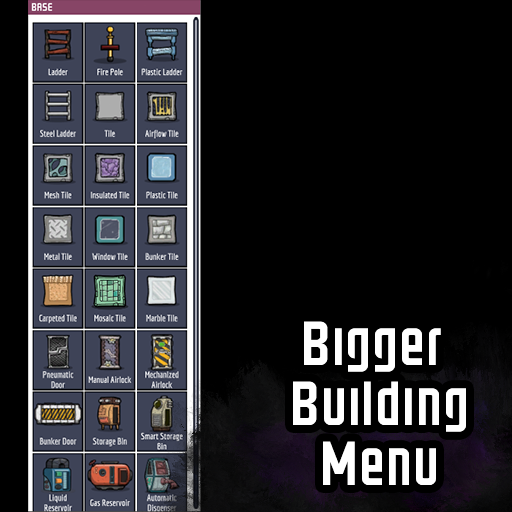 BASE
Ladder
Fire Pole
Plastic Ladder
Steel Ladder
Tile
Airflow Tile
Mesh Tile
Insulated Tile
Plastic Tile
Metal Tile
Window Tile
Bunker Tile
Carpeted Tile
Mosaic Tile
Marble Tile
Pneumatic
Door
Manual Airlock
Mechanized
Airlock
Bunker Door
Storage Bin
Smart Storage
Bin
Liquid
Reservoir
Gas Reservoir
Automatic
Dispenser
Bigger
Building
Menu